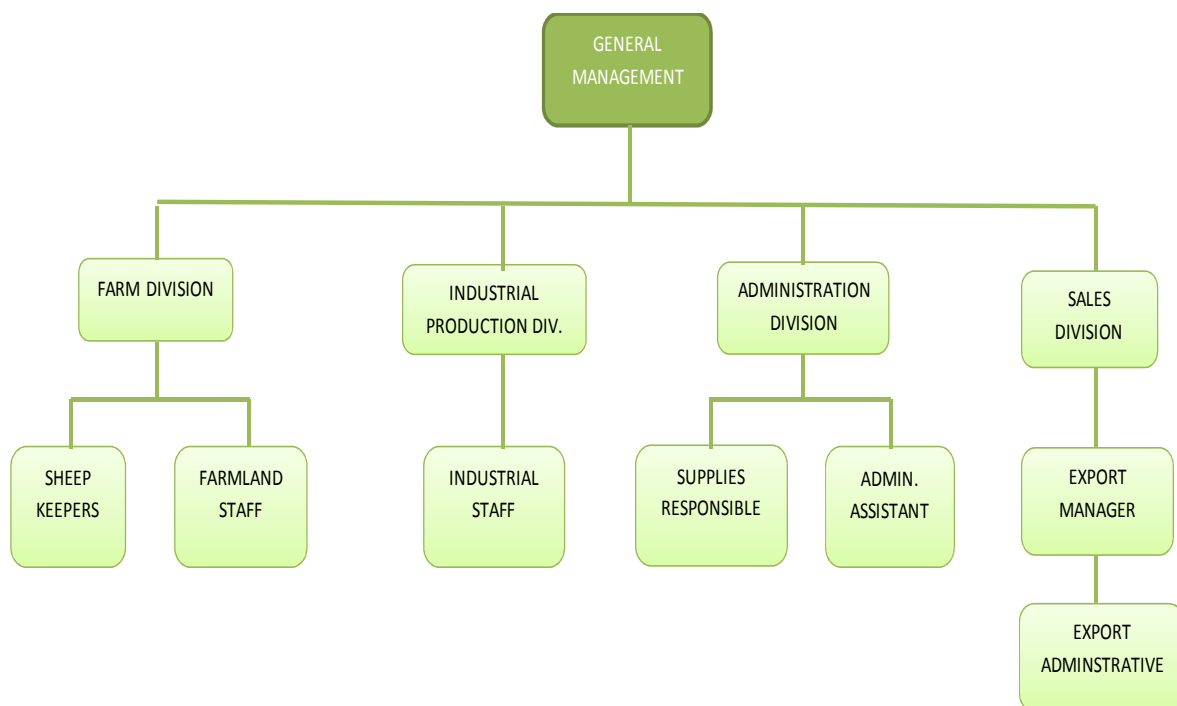 GENERAL
MANAGEMENT
FARM DIVISION
INDUSTRIAL
PRODUCTION DIV.
ADMINISTRATION
DIVISION
SALES
DIVISION
SHEEP
KEEPERS
FARMLAND
STAFF
INDUSTRIAL
STAFF
SUPPLIES
RESPONSIBLE
ADMIN.
ASSISTANT
EXPORT
MANAGER
EXPORT
ADMINSTRATIVE